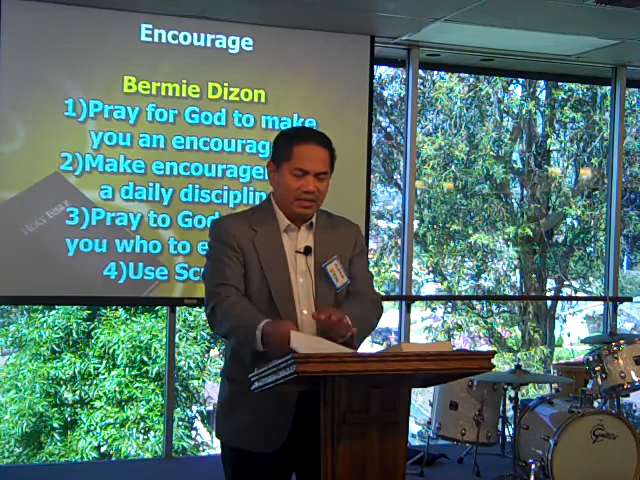 Encourage
Bermie Dizon
1)Pray for God to make
you an encourag
2)Make encourage
a daily disciplin
3)Pray to God
you who to e
4)Use Sc
HOLY BIBLE